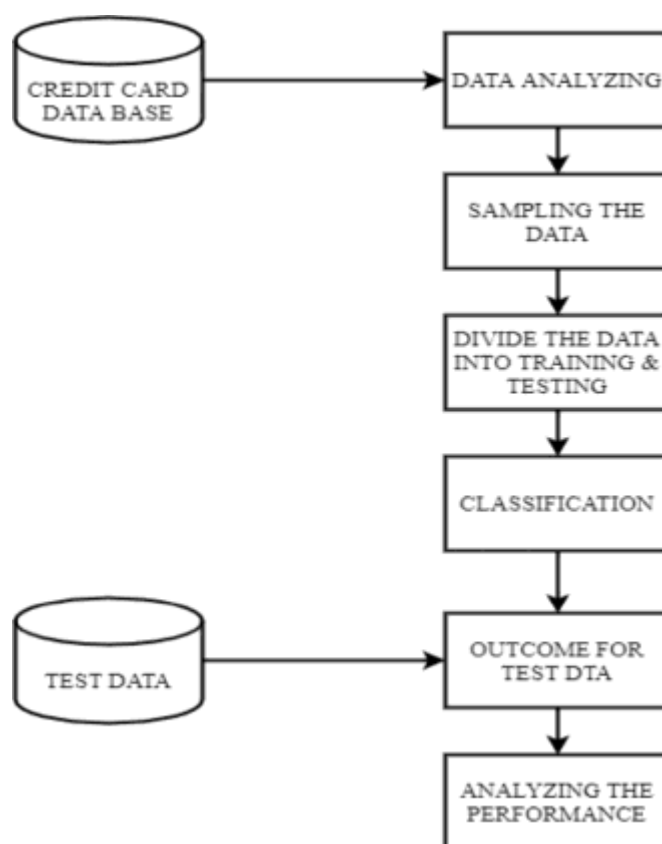 CREDIT CARD
DATA BASE
DATA ANALYZING
SAMPLING THE
DATA
DIVIDE THE DATA
INTO TRAINING &
TESTING
CLASSIFICATION
TEST DATA
OUTCOME FOR
TEST DTA
ANALYZING THE
PERFORMANCE